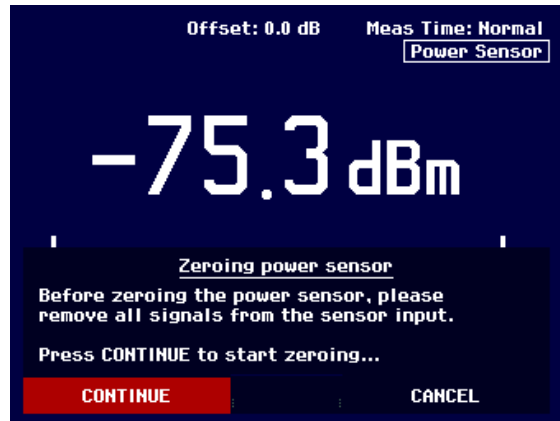 Offset: 0.0 dB Meas Time: Normal
Power Sensor
-75.3 dBm
Zeroing power sensor
Before zeroing the power sensor, please
remove all signals from the sensor input.
Press CONTINUE to start zeroing...
CONTINUE CANCEL